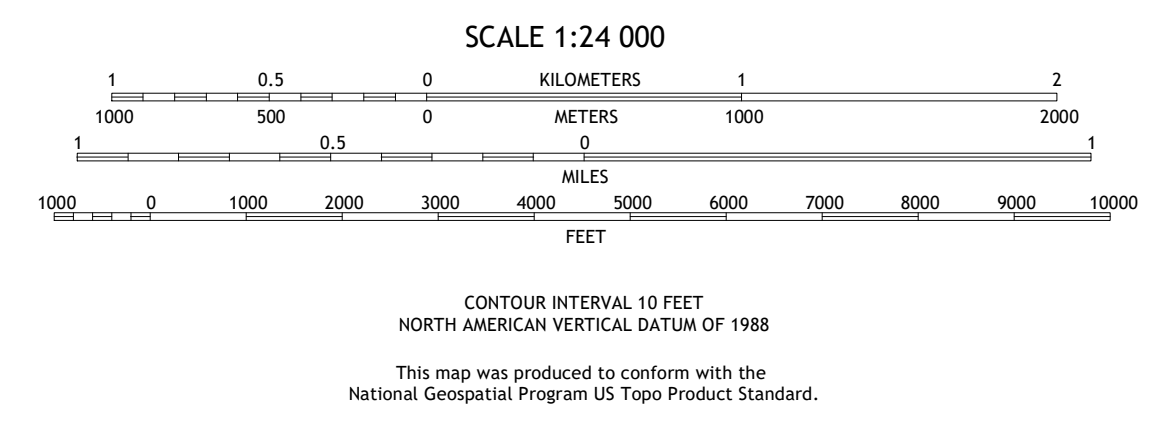 SCALE 1:24 000
1 0.5 0 KILOMETERS 1 2
1000 500 0 METERS 1000 2000
1 0.5 0 1
MILES
1000 0 1000 2000 3000 4000 5000 6000 7000 8000 9000 10000
FEET
CONTOUR INTERVAL 10 FEET
NORTH AMERICAN VERTICAL DATUM OF 1988
This map was produced to conform with the
National Geospatial Program US Topo Product Standard.